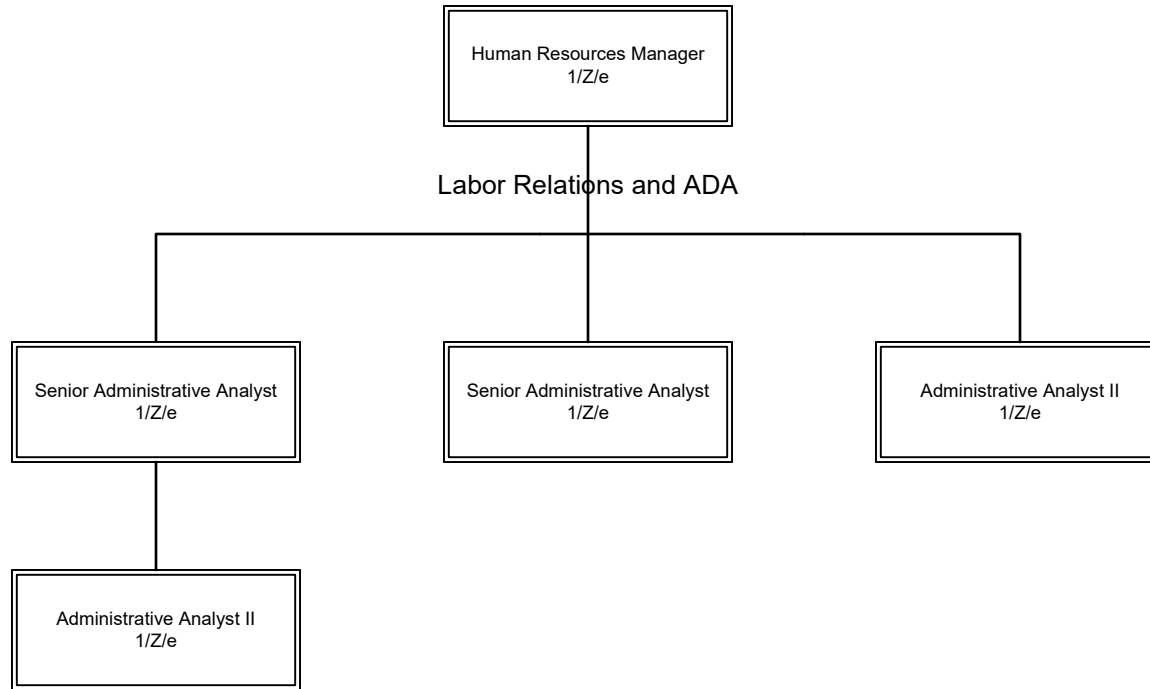 Human Resources Manager
1/Z/e
Labor Relations and ADA
Senior Administrative Analyst
1/Z/e
Senior Administrative Analyst
1/Z/e
Administrative Analyst II
1/Z/e
Administrative Analyst II
1/Z/e